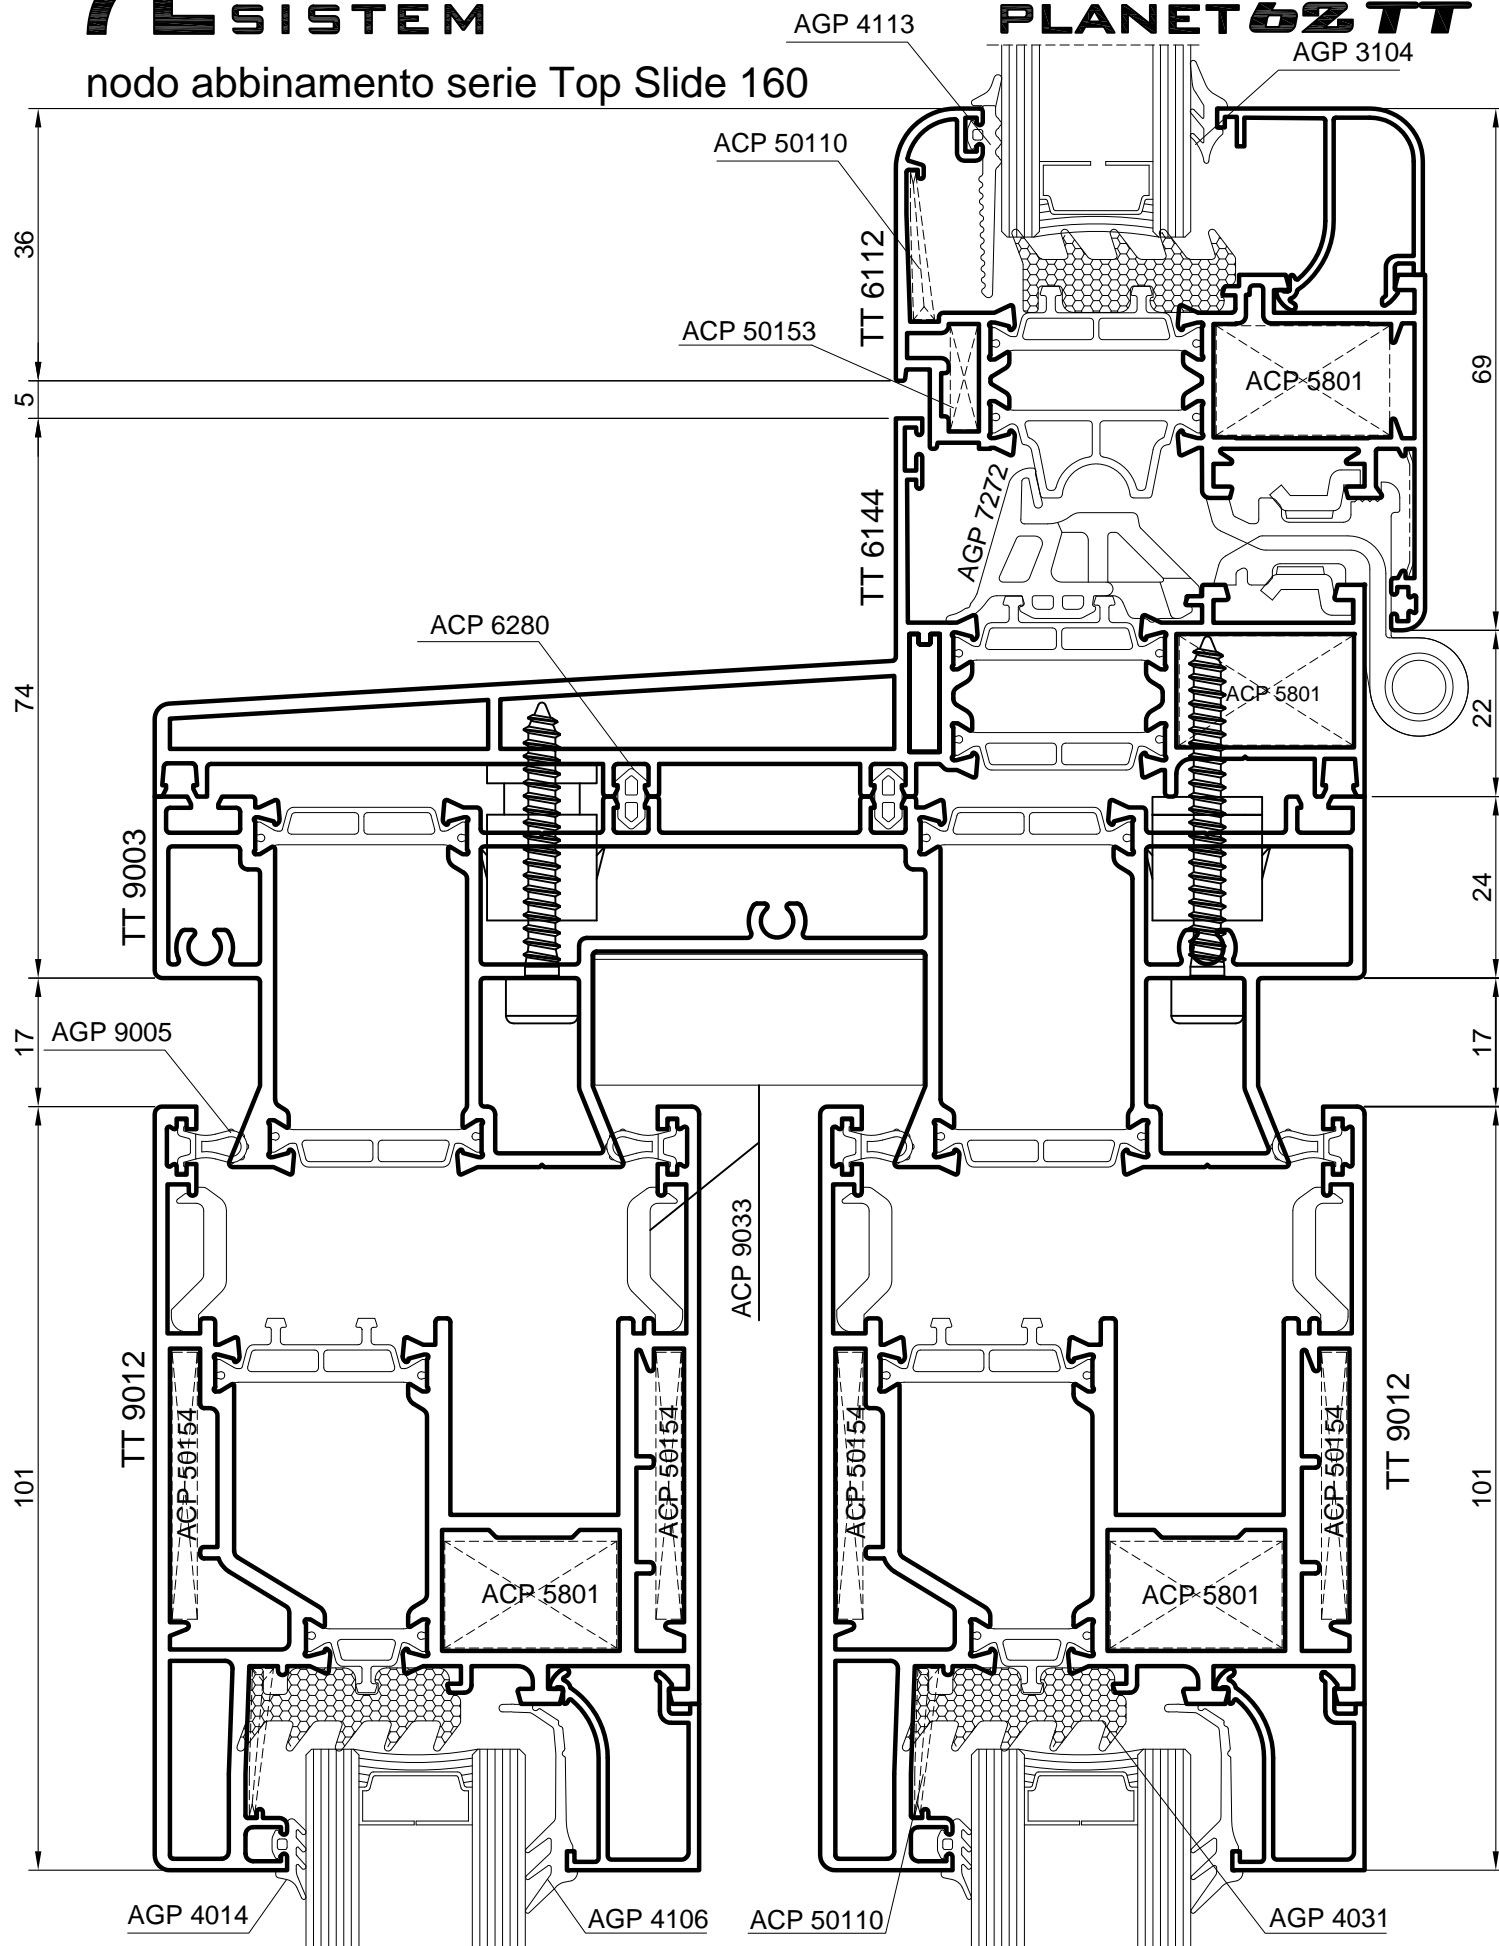 SISTEM
PLANET 62 TT
nodo abbinamento serie Top Slide 160
AGP 4113
AGP 3104
ACP 50110
36
TT 6112
ACP 50153
ACP 5801
69
5
AGP 7272
TT 6144
ACP 6280
74
ACP 5801
22
TT 9003
24
17
AGP 9005
17
ACP 9033
TT 9012
ACP 50154
ACP 50154
ACP 50154
ACP 50154
TT 9012
101
101
ACP 5801
ACP 5801
AGP 4014
AGP 4106
ACP 50110
AGP 4031